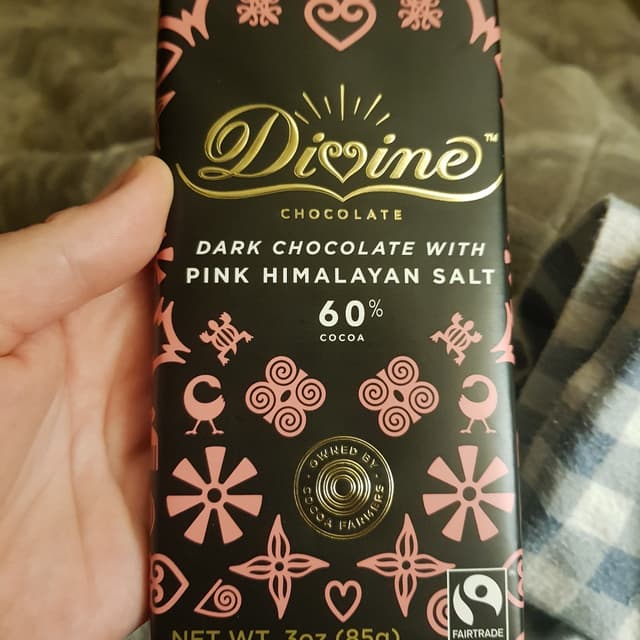 Divine™
CHOCOLATE
DARK CHOCOLATE WITH
PINK HIMALAYAN SALT
60%
COCOA
OWNED BY
COCOA FARMERS
FAIRTRADE
NET WT. 3oz (85g)